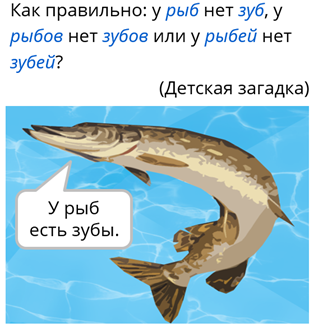 Как правильно: у рыб нет зуб, у
рыбов нет зубов или у рыбей нет
зубей?
(Детская загадка)
У рыб
есть зубы.